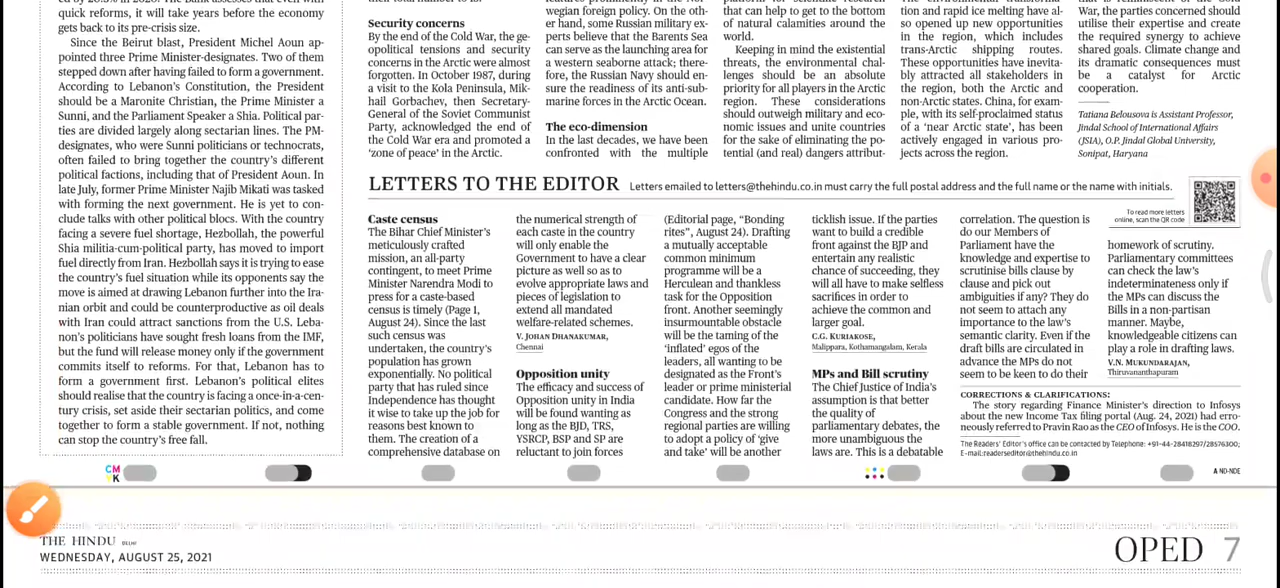 quick reforms, it will take years before the economy
gets back to its pre-crisis size.
Since the Beirut blast, President Michel Aoun ap-
pointed three Prime Minister-designates. Two of them
stepped down after having failed to form a government.
According to Lebanon's Constitution, the President
should be a Maronite Christian, the Prime Minister a
Sunni, and the Parliament Speaker a Shia. Political par-
ties are divided largely along sectarian lines. The PM-
designates, who were Sunni politicians or technocrats,
often failed to bring together the country's different
political factions, including that of President Aoun. In
late July, former Prime Minister Najib Mikati was tasked
with forming the next government. He is yet to con-
clude talks with other political blocs. With the country
facing a severe fuel shortage, Hezbollah, the powerful
Shia militia-cum-political party, has moved to import
fuel directly from Iran. Hezbollah says it is trying to ease
the country's fuel situation while its opponents say the
move is aimed at drawing Lebanon further into the Ira-
nian orbit and could be counterproductive as oil deals
with Iran could attract sanctions from the U.S. Leba-
non's politicians have sought fresh loans from the IMF,
but the fund will release money only if the government
commits itself to reforms. For that, Lebanon has to
form a government first. Lebanon's political elites
should realise that the country is facing a once-in-a-cen-
tury crisis, set aside their sectarian politics, and come
together to form a stable government. If not, nothing
can stop the country's free fall.
Security concerns
By the end of the Cold War, the ge-
opolitical tensions and security
concerns in the Arctic were almost
forgotten. In October 1987, during
a visit to the Kola Peninsula, Mik-
hail Gorbachev, then Secretary-
General of the Soviet Communist
Party, acknowledged the end of
the Cold War era and promoted a
'zone of peace' in the Arctic.
wegian foreign policy. On the oth-
er hand, some Russian military ex-
perts believe that the Barents Sea
can serve as the launching area for
a western seaborne attack; there-
fore, the Russian Navy should en-
sure the readiness of its anti-sub-
marine forces in the Arctic Ocean.
The eco-dimension
In the last decades, we have been
confronted with the multiple
that can help to get to the bottom
of natural calamities around the
world.
Keeping in mind the existential
threats, the environmental chal-
lenges should be an absolute
priority for all players in the Arctic
region. These considerations
should outweigh military and eco-
nomic issues and unite countries
for the sake of eliminating the po-
tential (and real) dangers attribut-
tion and rapid ice melting have al-
so opened up new opportunities
in the region, which includes
trans-Arctic shipping routes.
These opportunities have inevita-
bly attracted all stakeholders in
the region, both the Arctic and
non-Arctic states. China, for exam-
ple, with its self-proclaimed status
of a 'near Arctic state', has been
actively engaged in various pro-
jects across the region.
War, the parties concerned should
utilise their expertise and create
the required synergy to achieve
shared goals. Climate change and
its dramatic consequences must
be a catalyst for Arctic
cooperation.
Tatiana Belousova is Assistant Professor,
Jindal School of International Affairs
(JSIA), O.P. Jindal Global University,
Sonipat, Haryana
LETTERS TO THE EDITOR Letters emailed to letters@thehindu.co.in must carry the full postal address and the full name or the name with initials.
To read more letters
online, scan the QR code
Caste census
The Bihar Chief Minister's
meticulously crafted
mission, an all-party
contingent, to meet Prime
Minister Narendra Modi to
press for a caste-based
census is timely (Page 1,
August 24). Since the last
such census was
undertaken, the country's
population has grown
exponentially. No political
party that has ruled since
Independence has thought
it wise to take up the job for
reasons best known to
them. The creation of a
comprehensive database on
the numerical strength of
each caste in the country
will only enable the
Government to have a clear
picture as well so as to
evolve appropriate laws and
pieces of legislation to
extend all mandated
welfare-related schemes.
V. JOHAN DHANAKUMAR,
Chennai
Opposition unity
The efficacy and success of
Opposition unity in India
will be found wanting as
long as the BJD, TRS,
YSRCP, BSP and SP are
reluctant to join forces
(Editorial page, "Bonding
rites", August 24). Drafting
a mutually acceptable
common minimum
programme will be a
Herculean and thankless
task for the Opposition
front. Another seemingly
insurmountable obstacle
will be the taming of the
'inflated' egos of the
leaders, all wanting to be
designated as the Front's
leader or prime ministerial
candidate. How far the
Congress and the strong
regional parties are willing
to adopt a policy of 'give
and take' will be another
ticklish issue. If the parties
want to build a credible
front against the BJP and
entertain any realistic
chance of succeeding, they
will all have to make selfless
sacrifices in order to
achieve the common and
larger goal.
C.G. KURIAKOSE,
Malippara, Kothamangalam, Kerala
MPs and Bill scrutiny
The Chief Justice of India's
assumption is that better
the quality of
parliamentary debates, the
more unambiguous the
laws are. This is a debatable
correlation. The question is
do our Members of
Parliament have the
knowledge and expertise to
scrutinise bills clause by
clause and pick out
ambiguities if any? They do
not seem to attach any
importance to the law's
semantic clarity. Even if the
draft bills are circulated in
advance the MPs do not
seem to be keen to do their
homework of scrutiny.
Parliamentary committees
can check the law's
indeterminateness only if
the MPs can discuss the
Bills in a non-partisan
manner. Maybe,
knowledgeable citizens can
play a role in drafting laws.
V.N. MUKUNDARAJAN,
Thiruvananthapuram
CORRECTIONS & CLARIFICATIONS:
The story regarding Finance Minister's direction to Infosys
about the new Income Tax filing portal (Aug. 24, 2021) had erro-
neously referred to Pravin Rao as the CEO of Infosys. He is the COO.
The Readers' Editor's office can be contacted by Telephone: +91-44-28418297/28576300;
E-mail:readerseditor@thehindu.co.in
CM
YK
A ND-NDE
THE HINDU DELHI
WEDNESDAY, AUGUST 25, 2021
OPED 7